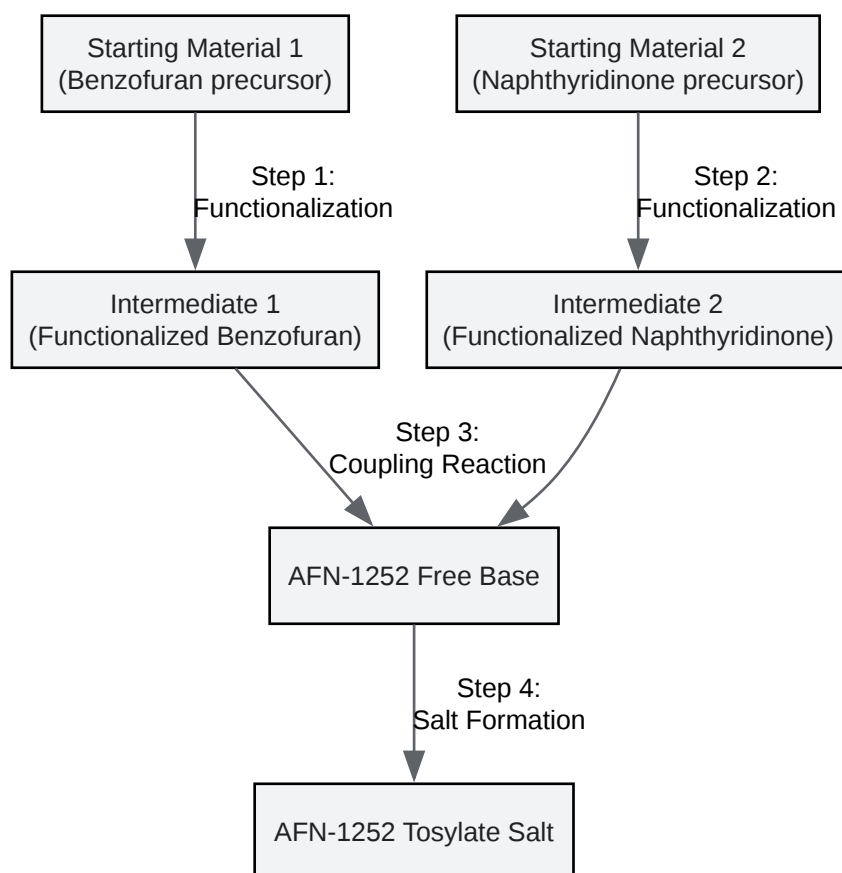 Starting Material 1
(Benzofuran precursor)
Starting Material 2
(Naphthyridinone precursor)
Step 1:
Functionalization
Step 2:
Functionalization
Intermediate 1
(Functionalized Benzofuran)
Intermediate 2
(Functionalized Naphthyridinone)
Step 3:
Coupling Reaction
AFN-1252 Free Base
Step 4:
Salt Formation
AFN-1252 Tosylate Salt